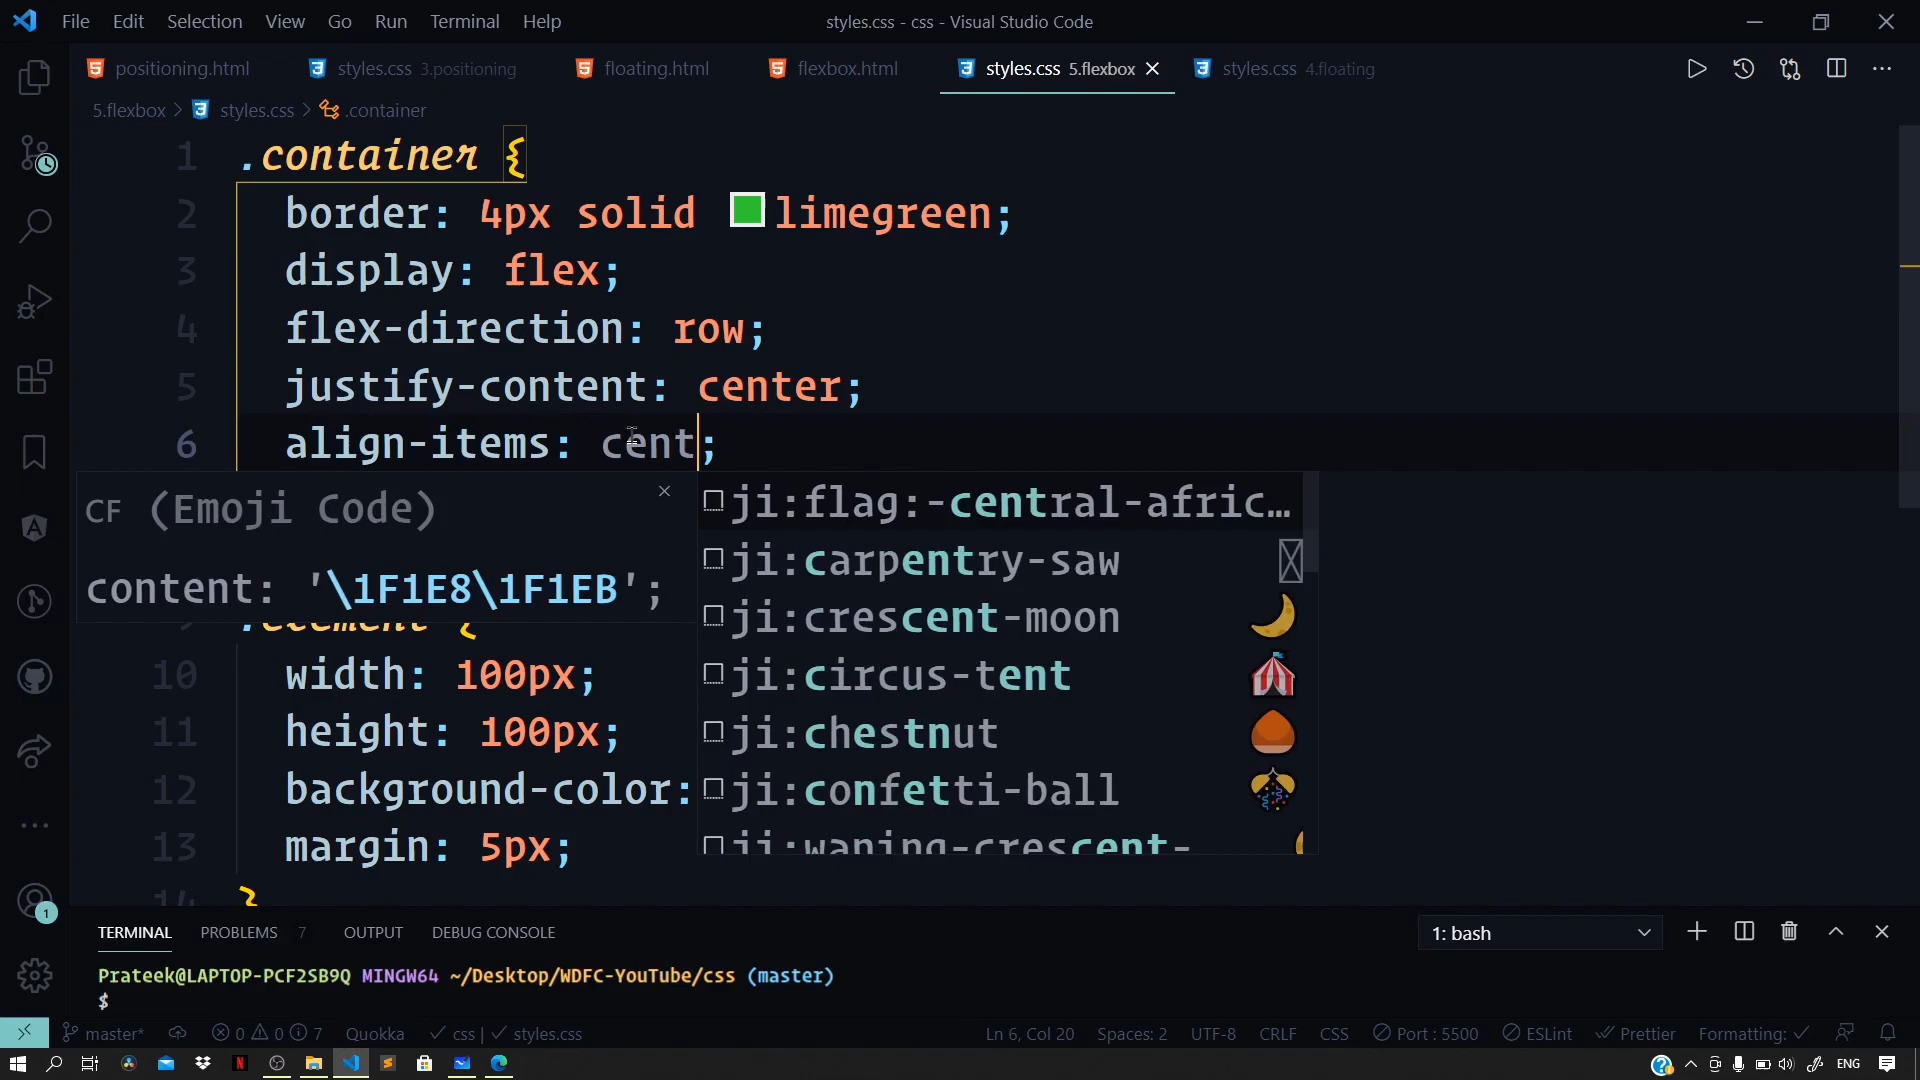 File Edit Selection View Go Run Terminal Help
styles.css - css - Visual Studio Code
positioning.html styles.css 3.positioning floating.html flexbox.html styles.css 5.flexbox styles.css 4.floating
5.flexbox > styles.css > .container
1 .container {
2 border: 4px solid limegreen;
3 display: flex;
4 flex-direction: row;
5 justify-content: center;
6 align-items: cent;
CF (Emoji Code)
content: '\1F1E8\1F1EB';
ji:flag:-central-afric…
ji:carpentry-saw
ji:crescent-moon
ji:circus-tent
ji:chestnut
ji:confetti-ball
ji:waning-crescent-
.element {
10 width: 100px;
11 height: 100px;
12 background-color:
13 margin: 5px;
14 }
TERMINAL PROBLEMS 7 OUTPUT DEBUG CONSOLE
1: bash
Prateek@LAPTOP-PCF2SB9Q MINGW64 ~/Desktop/WDFC-YouTube/css (master)
$
master* 0 0 7 Quokka css | styles.css
Ln 6, Col 20 Spaces: 2 UTF-8 CRLF CSS Port : 5500 ESLint Prettier Formatting:
ENG